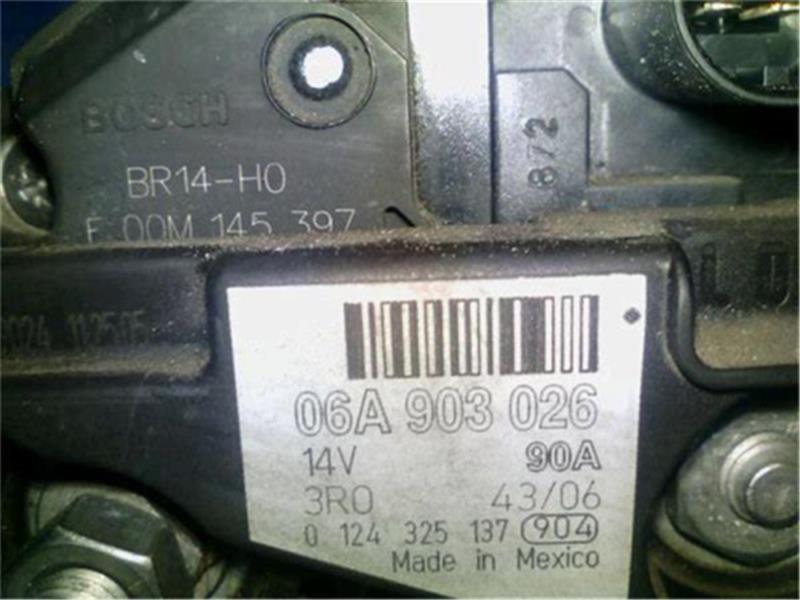 BOSCH
BR14-H0
F 00M 145 397
872
06A 903 026
14V 90A
3R0 43/06
0 124 325 137 904
Made in Mexico